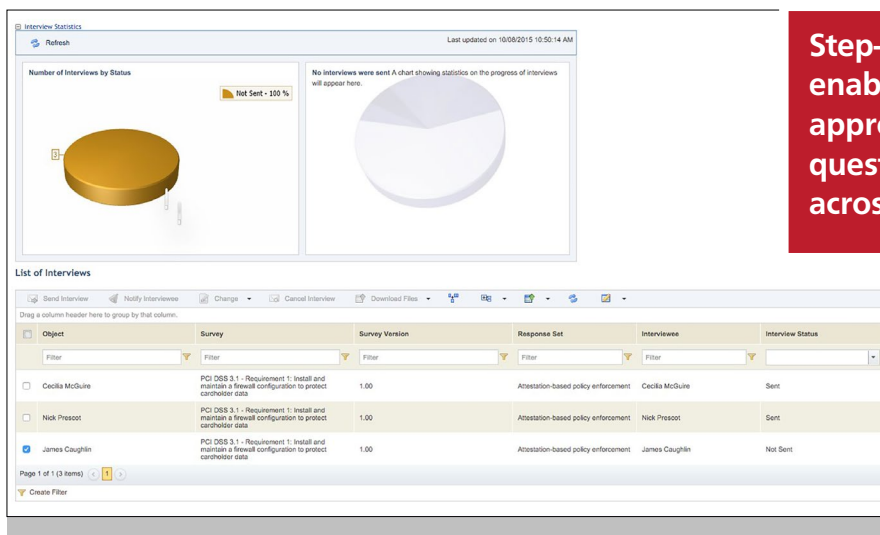 Interview Statistics
Refresh
Last updated on 10/08/2015 10:50:14 AM
Number of Interviews by Status
Not Sent - 100 %
3
No interviews were sent A chart showing statistics on the progress of interviews
will appear here.
Step-
enab
appro
quest
acros
List of Interviews
Send Interview Notify Interviewee Change Cancel Interview Download Files
Drag a column header here to group by that column.
Object Survey Survey Version Response Set Interviewee Interview Status
Filter Filter Filter Filter Filter
PCI DSS 3.1 - Requirement 1: Install and
Cecilia McGuire maintain a firewall configuration to protect 1.00 Attestation-based policy enforcement Cecilia McGuire Sent
cardholder data
PCI DSS 3.1 - Requirement 1: Install and
Nick Prescot maintain a firewall configuration to protect 1.00 Attestation-based policy enforcement Nick Prescot Sent
cardholder data
PCI DSS 3.1 - Requirement 1: Install and
James Caughlin maintain a firewall configuration to protect 1.00 Attestation-based policy enforcement James Caughlin Not Sent
cardholder data
Page 1 of 1 (3 items) 1
Create Filter